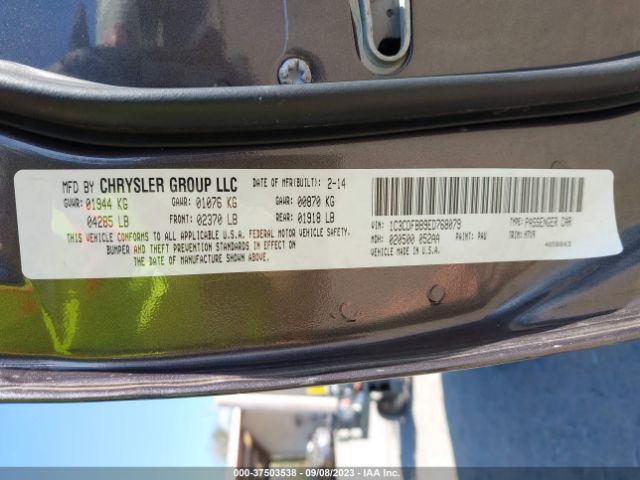 MFD BY CHRYSLER GROUP LLC DATE OF MFR(BUILT): 2-14
GVWR: 01944 KG GAWR: 01076 KG GAWR: 00870 KG
04285 LB FRONT: 02370 LB REAR: 01918 LB
THIS VEHICLE CONFORMS TO ALL APPLICABLE U.S.A. FEDERAL MOTOR VEHICLE SAFETY,
BUMPER AND THEFT PREVENTION STANDARDS IN EFFECT ON THE DATE OF
MANUFACTURE SHOWN ABOVE.
VIN: 1C3CDFBB9ED768079 TYPE: PASSENGER CAR
MDH: 020500 052AA PAINT: PAU TRIM: H7X9
VEHICLE MADE IN U.S.A.
000-37503538 - 09/08/2023 - IAA Inc.